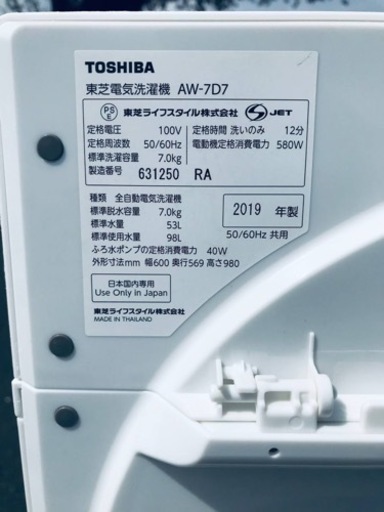 TOSHIBA
東芝電気洗濯機 AW-7D7
PS E 東芝ライフスタイル株式会社 S JET
定格電圧 100V 定格時間 洗いのみ 12分
定格周波数 50/60Hz 電動機定格消費電力 580W
標準洗濯容量 7.0kg
製造番号 631250 RA
種類 全自動電気洗濯機
標準脱水容量 7.0kg
標準水量 53L
標準使用水量 98L
2019 年製
50/60Hz 共用
ふろ水ポンプの定格消費電力 40W
外形寸法mm 幅600 奥行569 高さ980
日本国内専用
Use Only in Japan
東芝ライフスタイル株式会社
MADE IN THAILAND